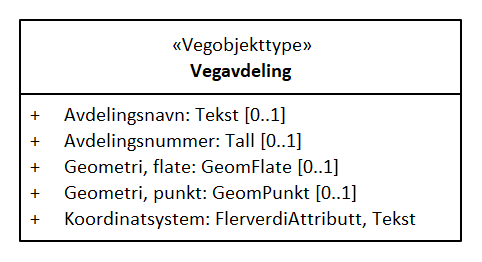 «Vegobjekttype»
Vegavdeling
+ Avdelingsnavn: Tekst [0..1]
+ Avdelingsnummer: Tall [0..1]
+ Geometri, flate: GeomFlate [0..1]
+ Geometri, punkt: GeomPunkt [0..1]
+ Koordinatsystem: FlerverdiAttributt, Tekst